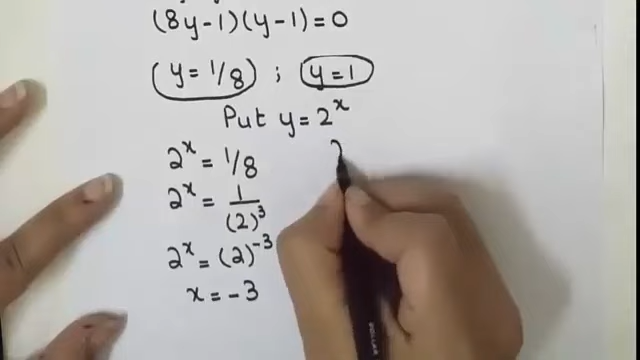 (8y-1)(y-1)=0
(y=1/8) ; y=1
Put y=2^x
2^x = 1/8
2^x = 1/(2)^3
2^x = (2)^-3
x = -3
2